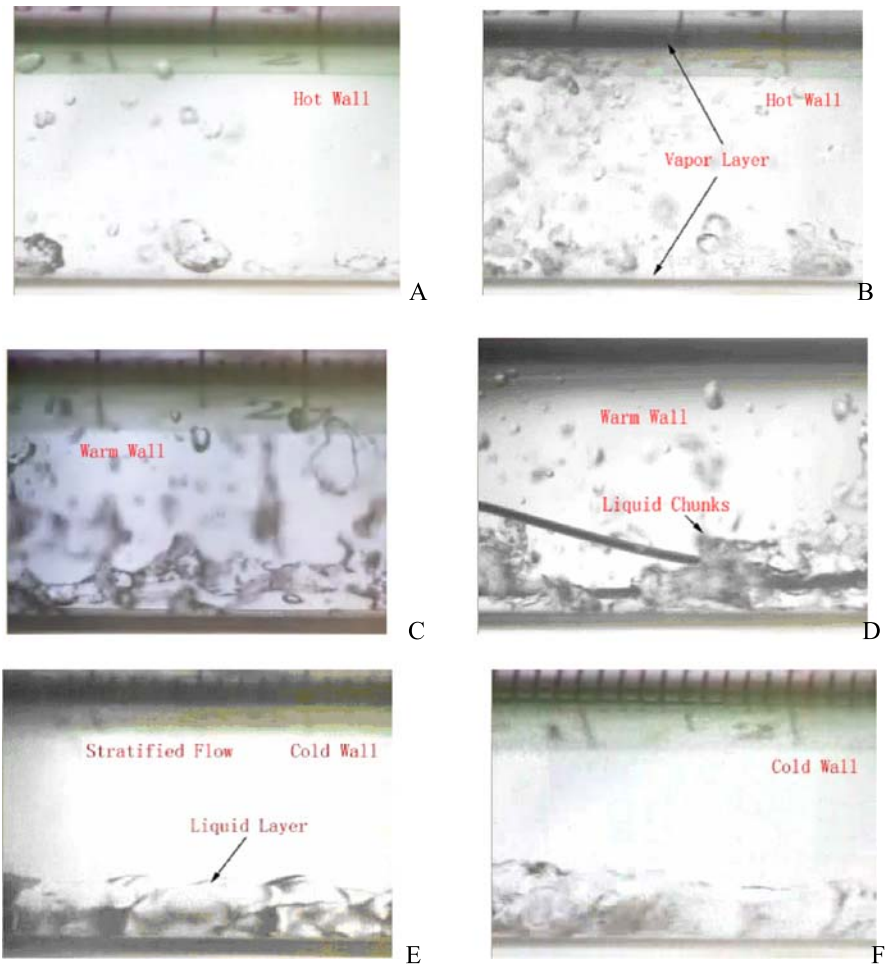 Hot Wall
A
Hot Wall
Vapor Layer
B
Warm Wall
C
Warm Wall
Liquid Chunks
D
Stratified Flow Cold Wall
Liquid Layer
E
Cold Wall
F